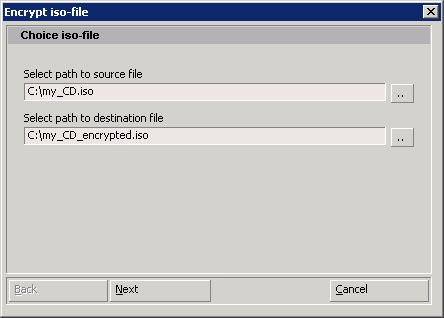 Encrypt iso-file
Choice iso-file
Select path to source file
C:\my_CD.iso
..
Select path to destination file
C:\my_CD_encrypted.iso
..
Back
Next
Cancel